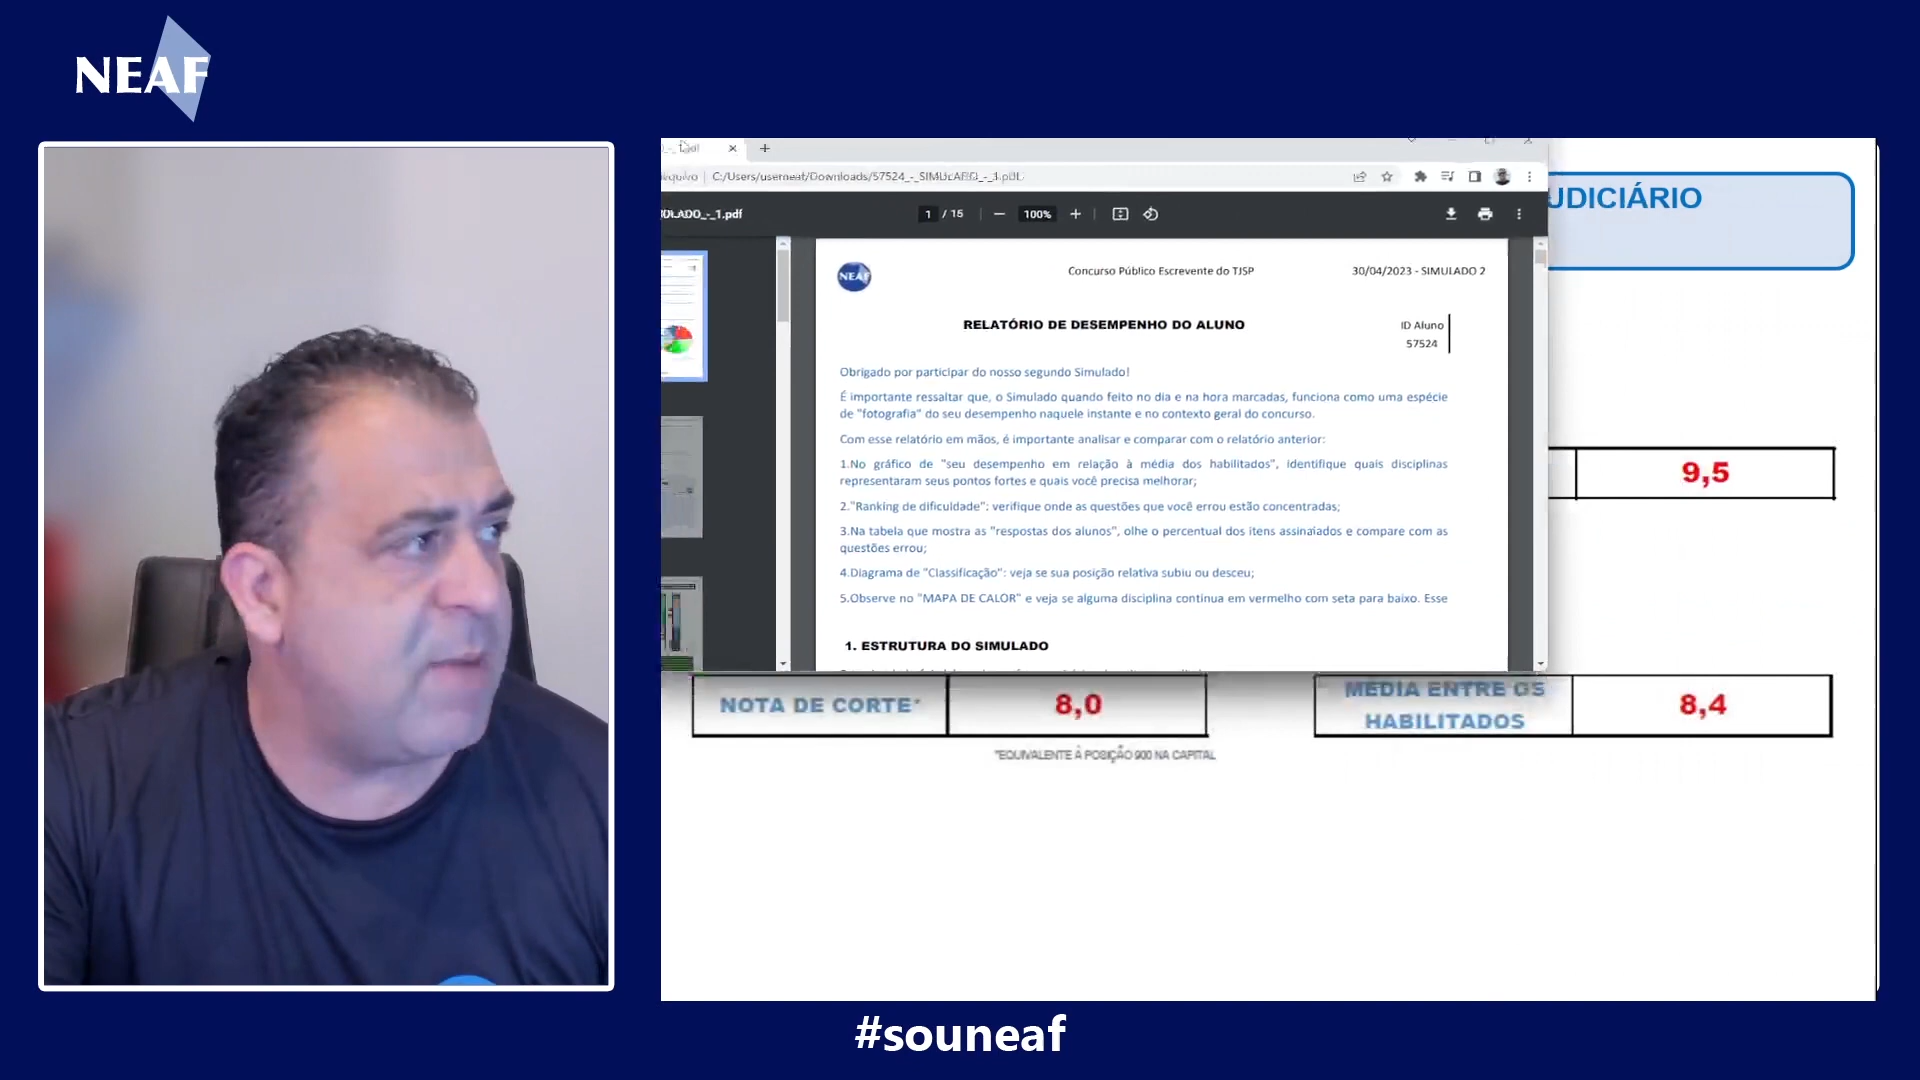 NEAF
C:/Users/userneaf/Downloads/57524_-_SIMULADO_-_1.pdf
UDICIÁRIO
ULADO_-_1.pdf
1 / 15
100%
NEAF
Concurso Público Escrevente do TJSP
30/04/2023 - SIMULADO 2
RELATÓRIO DE DESEMPENHO DO ALUNO
ID Aluno
57524
Obrigado por participar do nosso segundo Simulado!
É importante ressaltar que, o Simulado quando feito no dia e na hora marcadas, funciona como uma espécie
de "fotografia" do seu desempenho naquele instante e no contexto geral do concurso.
Com esse relatório em mãos, é importante analisar e comparar com o relatório anterior:
1.No gráfico de "seu desempenho em relação à média dos habilitados", identifique quais disciplinas
representaram seus pontos fortes e quais você precisa melhorar;
2."Ranking de dificuldade": verifique onde as questões que você errou estão concentradas;
3.Na tabela que mostra as "respostas dos alunos", olhe o percentual dos itens assinalados e compare com as
questões errou;
4.Diagrama de "Classificação": veja se sua posição relativa subiu ou desceu;
5.Observe no "MAPA DE CALOR" e veja se alguma disciplina continua em vermelho com seta para baixo. Esse
1. ESTRUTURA DO SIMULADO
9,5
NOTA DE CORTE*
8,0
MÉDIA ENTRE OS
HABILITADOS
8,4
*EQUIVALENTE À POSIÇÃO 900 NA CAPITAL
#souneaf